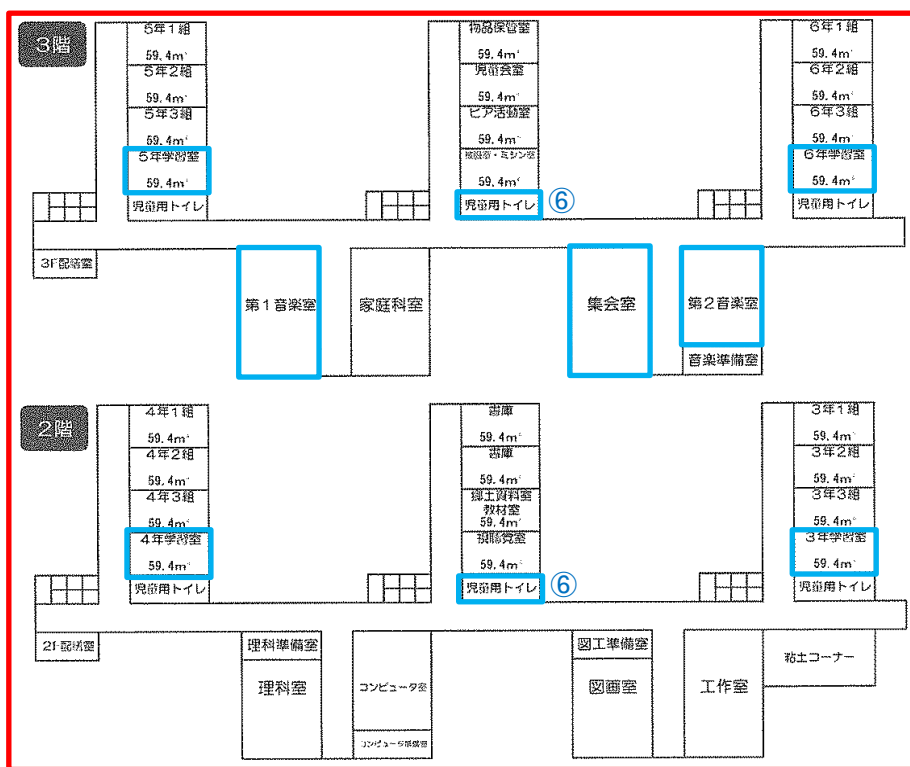 3階
5年1組
59.4m²
5年2組
59.4m²
5年3組
59.4m²
5年学習室
59.4m²
児童用トイレ
物品保管室
59.4m²
児童会室
59.4m²
ピア活動室
59.4m²
59.4m²
児童用トイレ
⑥
6年1組
59.4m²
6年2組
59.4m²
6年3組
59.4m²
6年学習室
59.4m²
児童用トイレ
3F配膳室
第1音楽室
家庭科室
集会室
第2音楽室
音楽準備室
2階
4年1組
59.4m²
4年2組
59.4m²
4年3組
59.4m²
4年学習室
59.4m²
児童用トイレ
書庫
59.4m²
書庫
59.4m²
郷土資料室
教材室
59.4m²
視聴覚室
59.4m²
児童用トイレ
⑥
3年1組
59.4m²
3年2組
59.4m²
3年3組
59.4m²
3年学習室
59.4m²
児童用トイレ
2F配膳室
理科準備室
理科室
コンピュータ室
コンピュータ準備室
図工準備室
図画室
工作室
粘土コーナー